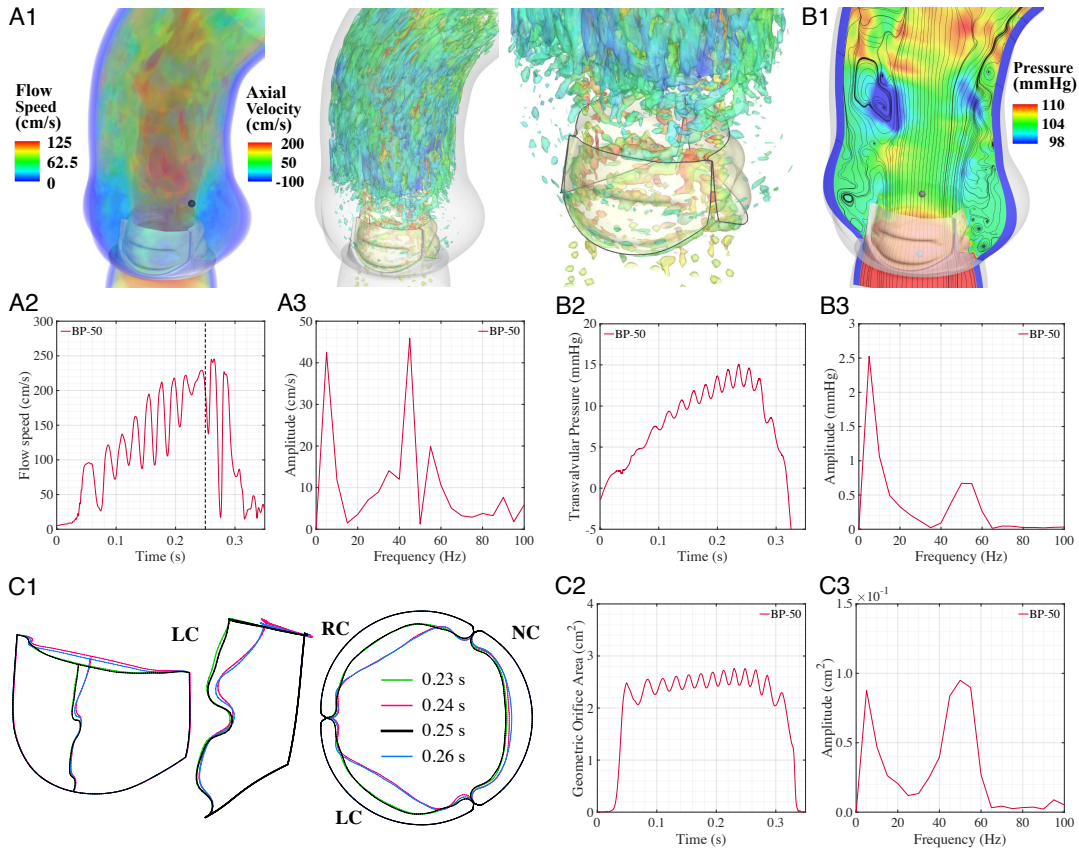 A1
Flow
Speed
(cm/s)
125
62.5
0
Axial
Velocity
(cm/s)
200
50
-100
B1
Pressure
(mmHg)
110
104
98
A2
BP-50
300
250
200
150
100
50
0
Flow speed (cm/s)
0 0.1 0.2 0.3
Time (s)
A3
BP-50
50
40
30
20
10
0
Amplitude (cm/s)
0 20 40 60 80 100
Frequency (Hz)
B2
BP-50
20
15
10
5
0
-5
Transvalvular Pressure (mmHg)
0 0.1 0.2 0.3
Time (s)
B3
BP-50
3
2.5
2
1.5
1
0.5
0
Amplitude (mmHg)
0 20 40 60 80 100
Frequency (Hz)
C1
LC
RC
NC
0.23 s
0.24 s
0.25 s
0.26 s
LC
C2
BP-50
4
3
2
1
0
Geometric Orifice Area (cm²)
0 0.1 0.2 0.3
Time (s)
C3
×10⁻¹
BP-50
1.5
1.0
0.5
0
Amplitude (cm²)
0 20 40 60 80 100
Frequency (Hz)